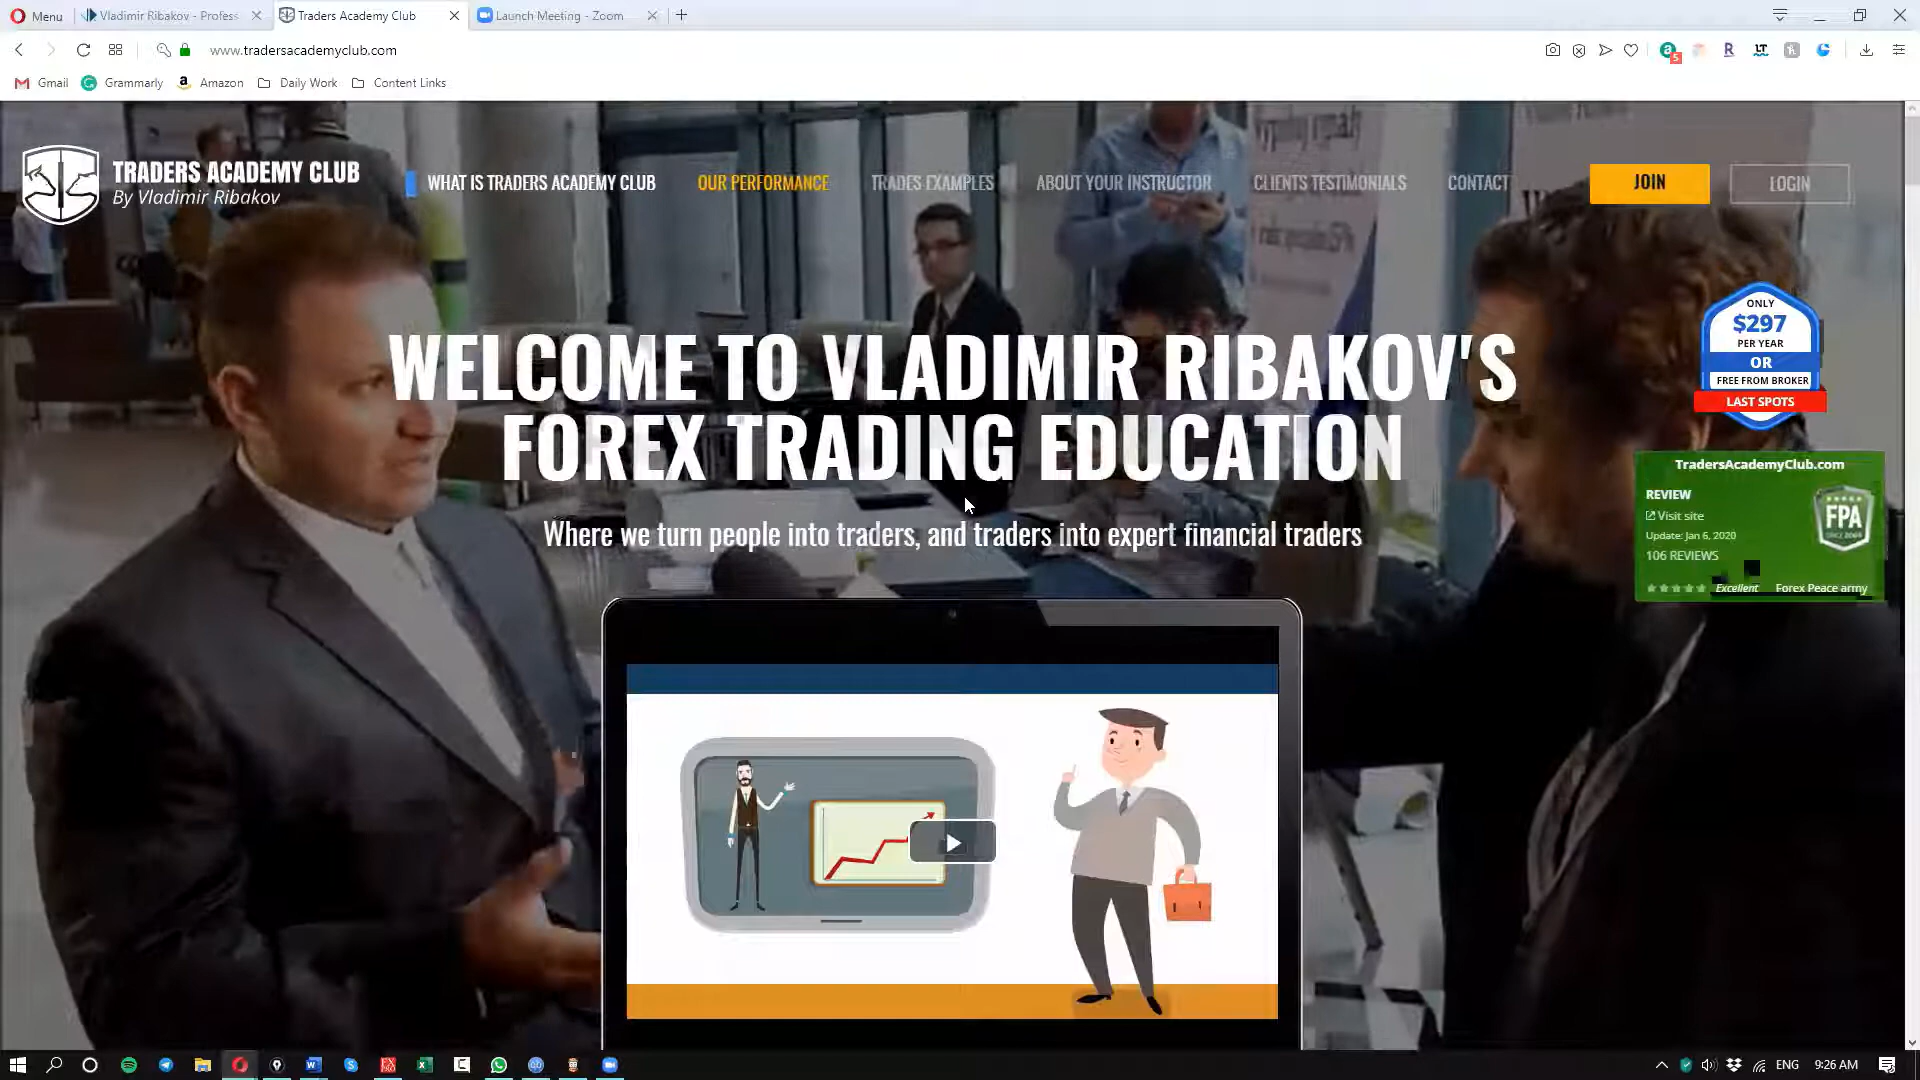 Menu
Vladimir Ribakov - Profess
Traders Academy Club
Launch Meeting - Zoom
www.tradersacademyclub.com
5
Gmail
Grammarly
Amazon
Daily Work
Content Links
TRADERS ACADEMY CLUB
By Vladimir Ribakov
WHAT IS TRADERS ACADEMY CLUB
OUR PERFORMANCE
TRADES EXAMPLES
ABOUT YOUR INSTRUCTOR
CLIENTS TESTIMONIALS
CONTACT
JOIN
LOGIN
WELCOME TO VLADIMIR RIBAKOV'S
FOREX TRADING EDUCATION
Where we turn people into traders, and traders into expert financial traders
ONLY
$297
PER YEAR
OR
FREE FROM BROKER
LAST SPOTS
TradersAcademyClub.com
REVIEW
Visit site
Update: Jan 6, 2020
106 REVIEWS
FPA
Excellent
Forex Peace army
ENG
9:26 AM